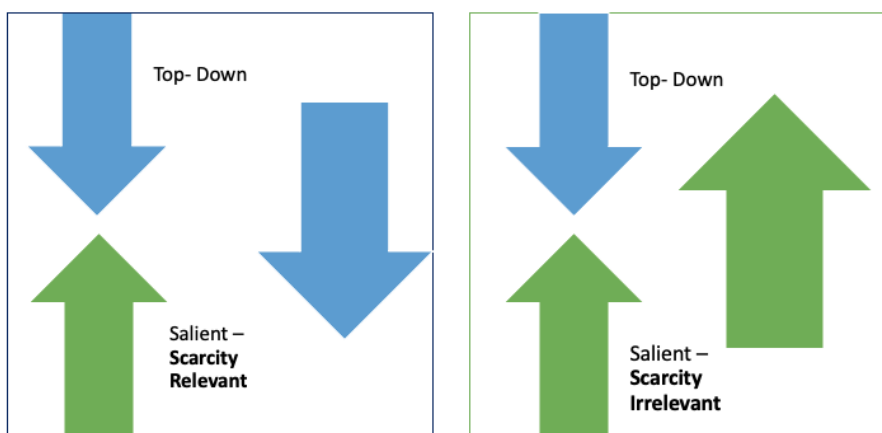 Top- Down
Salient –
Scarcity
Relevant
Top- Down
Salient –
Scarcity
Irrelevant